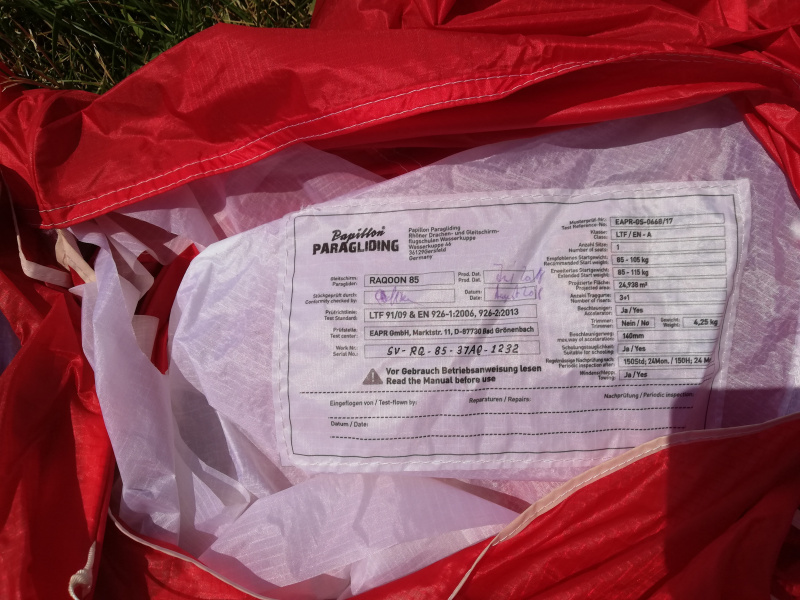 Papillon
PARAGLIDING
Papillon Paragliding
Rhöner Drachen- und Gleitschirm-
flugschulen Wasserkuppe
Wasserkuppe 46
36129Gersfeld
Germany
Gleitschirm:
Paraglider:
RAQOON 85
Prod. Dat.
Prod. Dat.
Stückgeprüft durch:
Conformity checked by:
Datum:
Date:
Prüfrichtlinie:
Test Standard:
LTF 91/09 & EN 926-1:2006, 926-2:2013
Prüfstelle:
Test center:
EAPR GmbH, Marktstr. 11, D-87730 Bad Grönenbach
Werk Nr.:
Serial No.:
SV-RQ-85-37AQ-1232
Vor Gebrauch Betriebsanweisung lesen
Read the Manual before use
Musterprüf-Nr.:
Test Reference No.:
EAPR-GS-0668/17
Klasse:
Class:
LTF / EN - A
Anzahl Sitze:
Number of seats:
1
Empfohlenes Startgewicht:
Recommended Start weight:
85 - 105 kg
Erweitertes Startgewicht:
Extended Start weight:
85 - 115 kg
Projizierte Fläche:
Projected area:
24,938 m²
Anzahl Traggurte:
Number of risers:
3+1
Beschleuniger:
Accelerator:
Ja / Yes
Trimmer:
Trimmer:
Nein / No
Gewicht:
Weight:
4,25 kg
Beschleunigerweg:
max.way of acceleration:
140mm
Schulungstauglichkeit:
Suitable for schooling:
Ja / Yes
Regelmässige Nachprüfung nach:
Periodic inspection after:
150Std; 24Mon. / 150H; 24 M
Windenschlepp:
Towing:
Ja / Yes
Eingeflogen von / Test-flown by:
Reparaturen / Repairs:
Nachprüfung / Periodic inspection:
Datum / Date: